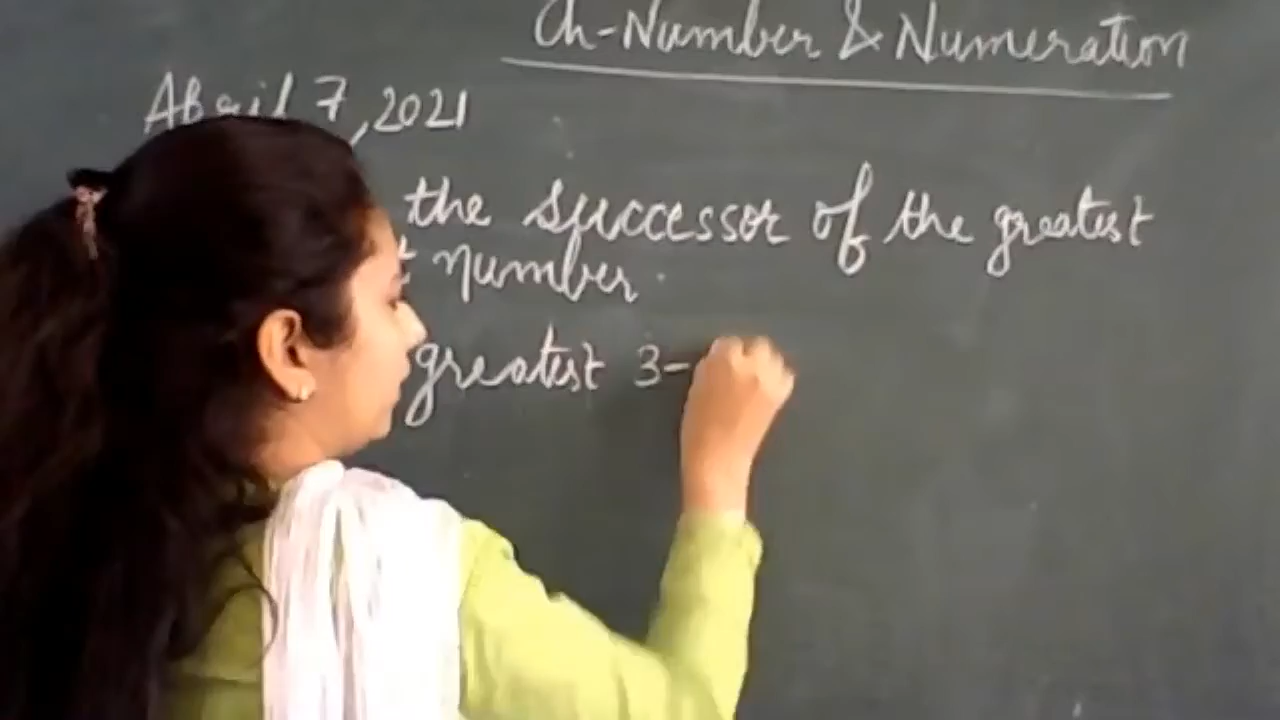 Ch-Number & Numeration
April 7, 2021
the successor of the greatest
number.
greatest 3-